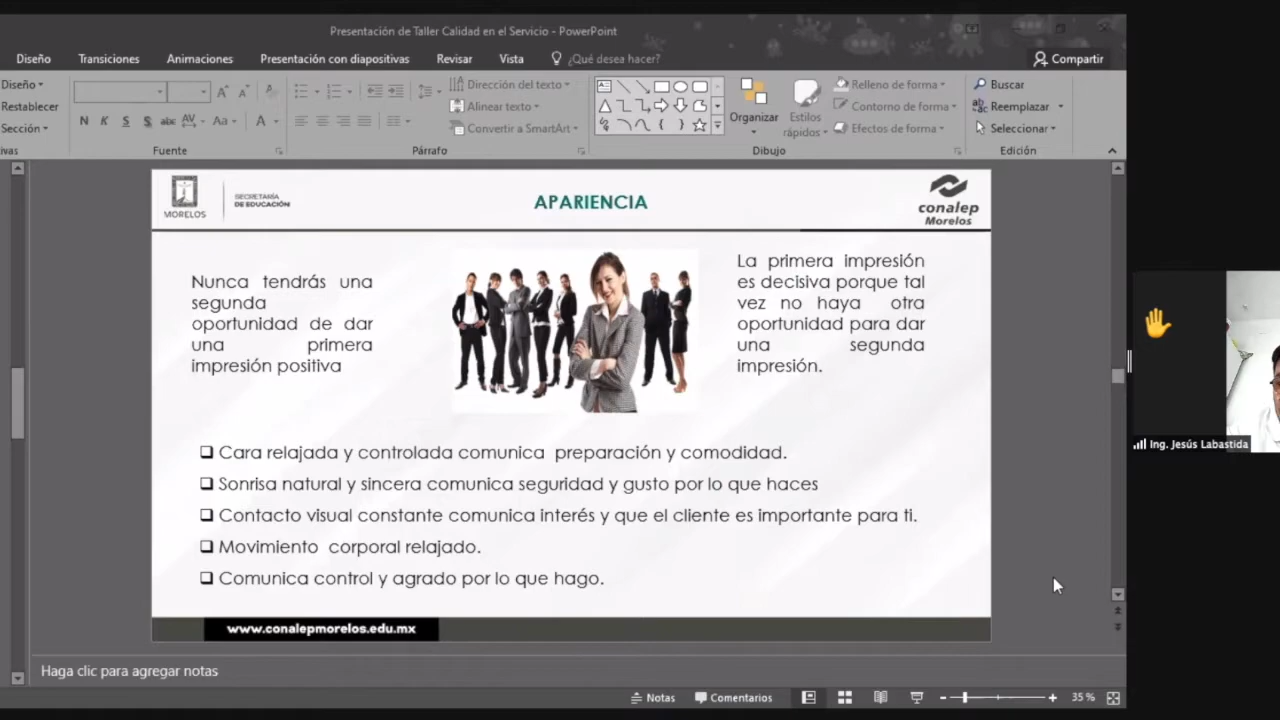 Presentación de Taller Calidad en el Servicio - PowerPoint
Diseño Transiciones Animaciones Presentación con diapositivas Revisar Vista ¿Qué desea hacer? Compartir
Diseño
Restablecer
Sección
ivas
N K S S abc AV Aa A
Fuente
Dirección del texto
Alinear texto
Convertir a SmartArt
Párrafo
Organizar
Estilos
rápidos
Relleno de forma
Contorno de forma
Efectos de forma
Dibujo
Buscar
Reemplazar
Seleccionar
Edición
MORELOS
SECRETARÍA
DE EDUCACIÓN
APARIENCIA
conalep
Morelos
Nunca tendrás una
segunda
oportunidad de dar
una primera
impresión positiva
La primera impresión
es decisiva porque tal
vez no haya otra
oportunidad para dar
una segunda
impresión.
Cara relajada y controlada comunica preparación y comodidad.
Sonrisa natural y sincera comunica seguridad y gusto por lo que haces
Contacto visual constante comunica interés y que el cliente es importante para ti.
Movimiento corporal relajado.
Comunica control y agrado por lo que hago.
www.conalepmorelos.edu.mx
Ing. Jesús Labastida
Haga clic para agregar notas
Notas Comentarios 35 %